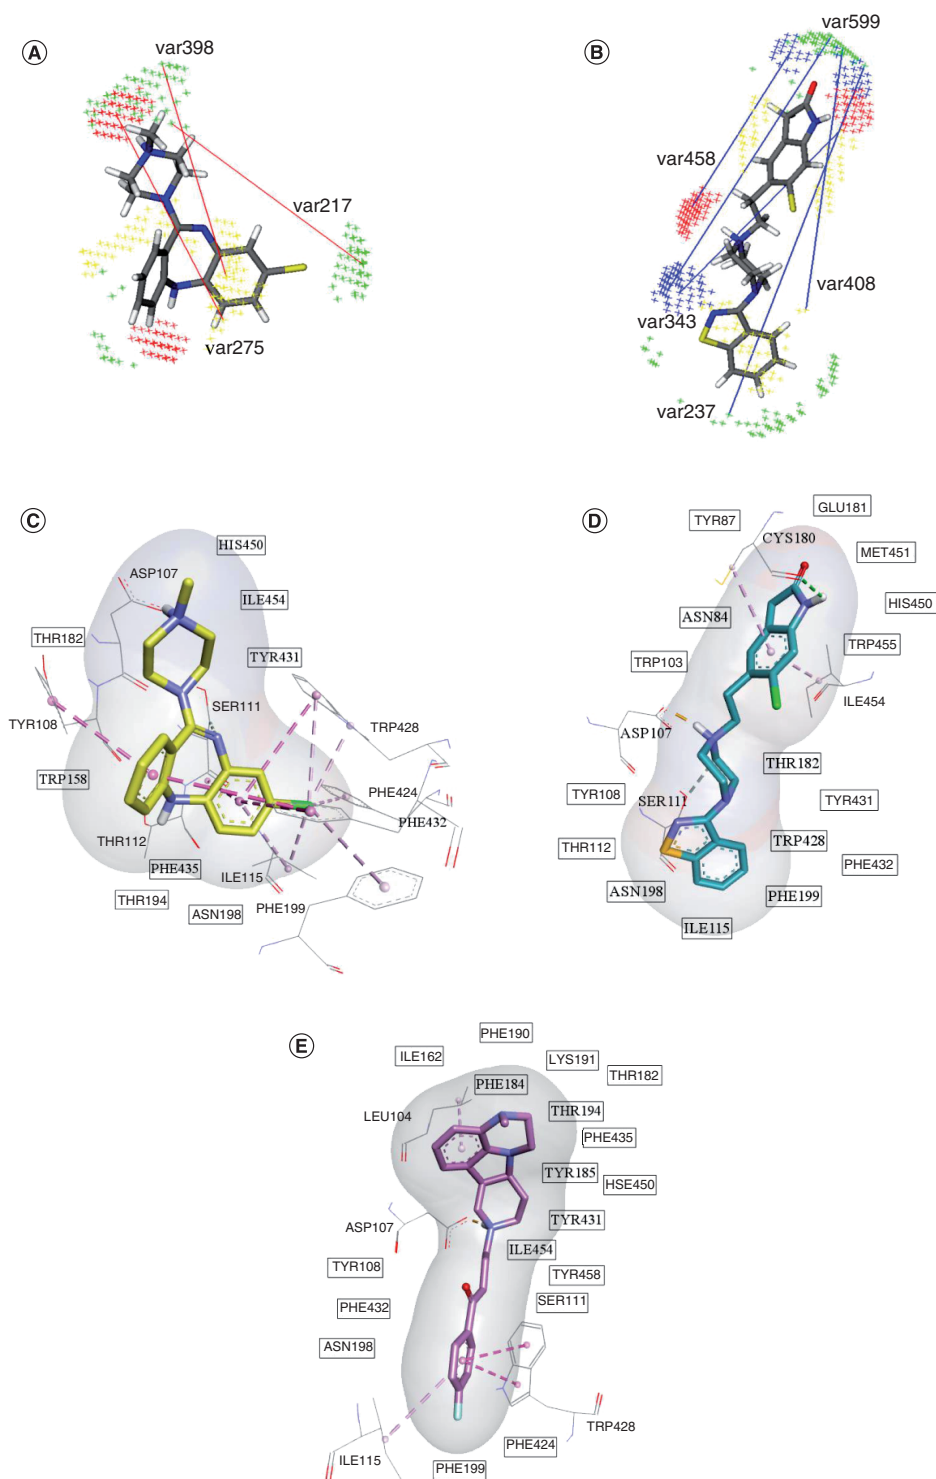 A
var398
var217
var275
B
var599
var458
var408
var343
var237
C
HIS450
ASP107
ILE454
THR182
TYR431
SER111
TYR108
TRP428
TRP158
PHE424
PHE432
THR112
PHE435
ILE115
THR194
ASN198
PHE199
D
GLU181
TYR87
CYS180
MET451
HIS450
ASN84
TRP455
TRP103
ILE454
ASP107
THR182
TYR108
SER111
TYR431
THR112
TRP428
PHE432
ASN198
PHE199
ILE115
E
PHE190
ILE162
LYS191
THR182
PHE184
LEU104
THR194
PHE435
TYR185
HSE450
ASP107
TYR431
ILE454
TYR108
TYR458
SER111
PHE432
ASN198
TRP428
PHE424
ILE115
PHE199